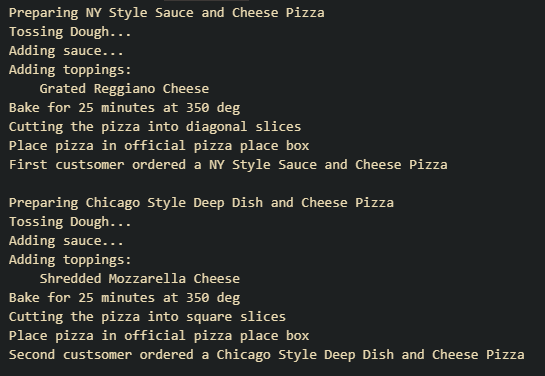 Preparing NY Style Sauce and Cheese Pizza
Tossing Dough...
Adding sauce...
Adding toppings:
    Grated Reggiano Cheese
Bake for 25 minutes at 350 deg
Cutting the pizza into diagonal slices
Place pizza in official pizza place box
First custsomer ordered a NY Style Sauce and Cheese Pizza

Preparing Chicago Style Deep Dish and Cheese Pizza
Tossing Dough...
Adding sauce...
Adding toppings:
    Shredded Mozzarella Cheese
Bake for 25 minutes at 350 deg
Cutting the pizza into square slices
Place pizza in official pizza place box
Second custsomer ordered a Chicago Style Deep Dish and Cheese Pizza